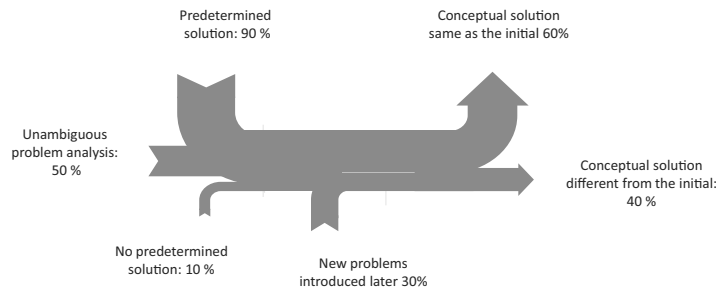 Predetermined
solution: 90 %
Conceptual solution
same as the initial 60%
Unambiguous
problem analysis:
50 %
Conceptual solution
different from the initial:
40 %
No predetermined
solution: 10 %
New problems
introduced later 30%